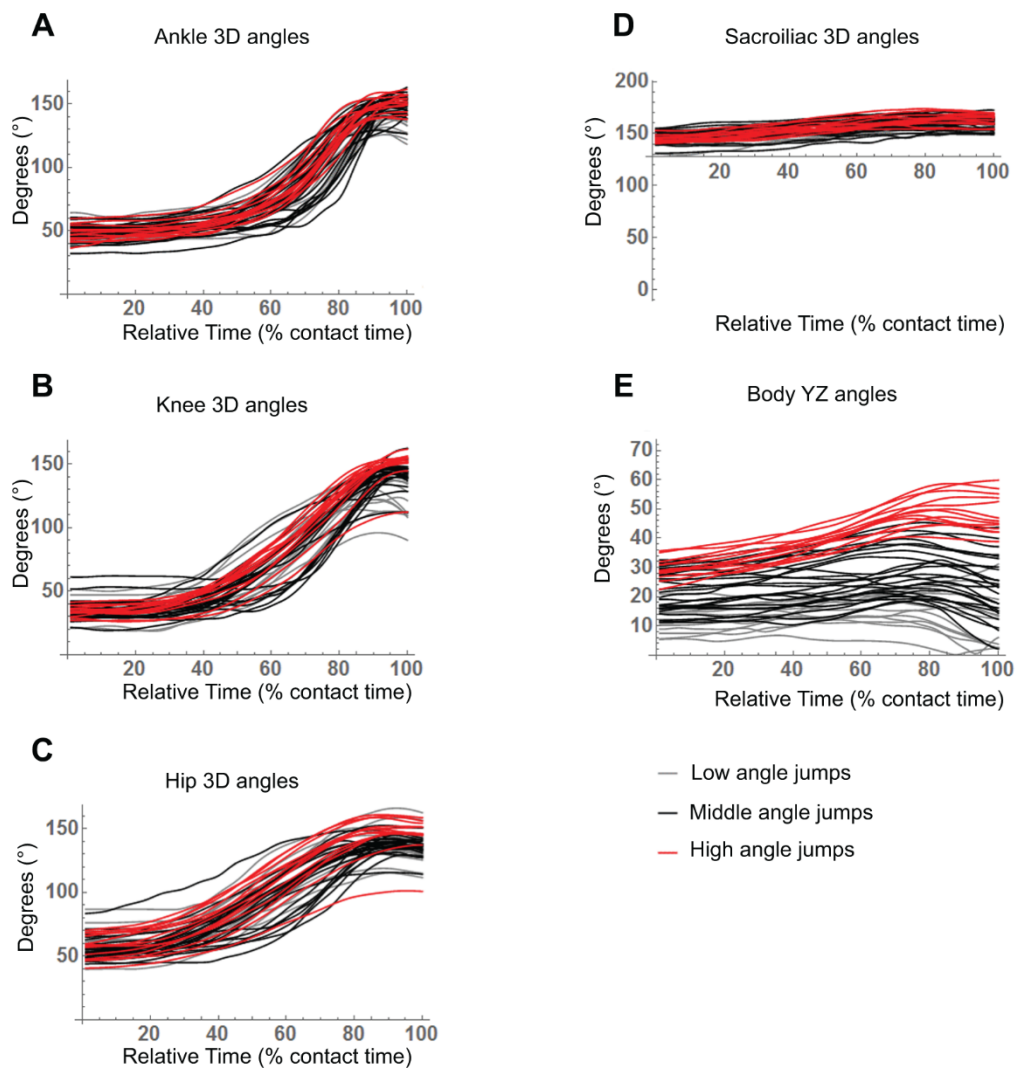 A
Ankle 3D angles
Degrees (°)
150
100
50
20 40 60 80 100
Relative Time (% contact time)
B
Knee 3D angles
Degrees (°)
150
100
50
20 40 60 80 100
Relative Time (% contact time)
C
Hip 3D angles
Degrees (°)
150
100
50
20 40 60 80 100
Relative Time (% contact time)
D
Sacroiliac 3D angles
Degrees (°)
200
150
20 40 60 80 100
100
50
0
Relative Time (% contact time)
E
Body YZ angles
Degrees (°)
70
60
50
40
30
20
10
20 40 60 80 100
Relative Time (% contact time)
Low angle jumps
Middle angle jumps
High angle jumps